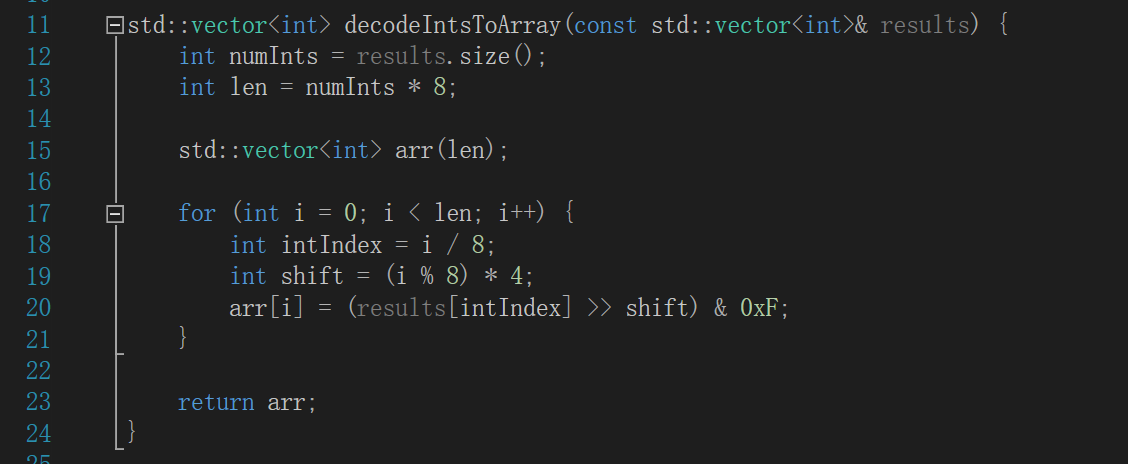 11 std::vector<int> decodeIntsToArray(const std::vector<int>& results) {
12     int numInts = results.size();
13     int len = numInts * 8;
14
15     std::vector<int> arr(len);
16
17     for (int i = 0; i < len; i++) {
18         int intIndex = i / 8;
19         int shift = (i % 8) * 4;
20         arr[i] = (results[intIndex] >> shift) & 0xF;
21     }
22
23     return arr;
24 }
25